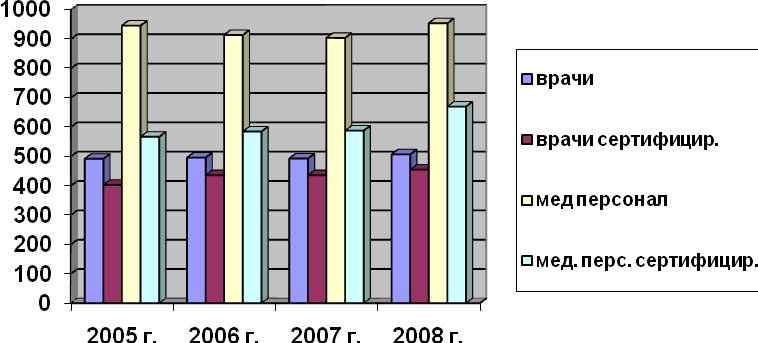 1000
900
800
700
600
500
400
300
200
100
0
2005 г. 2006 г. 2007 г. 2008 г.
врачи
врачи сертифицир.
мед персонал
мед. перс. сертифицир.